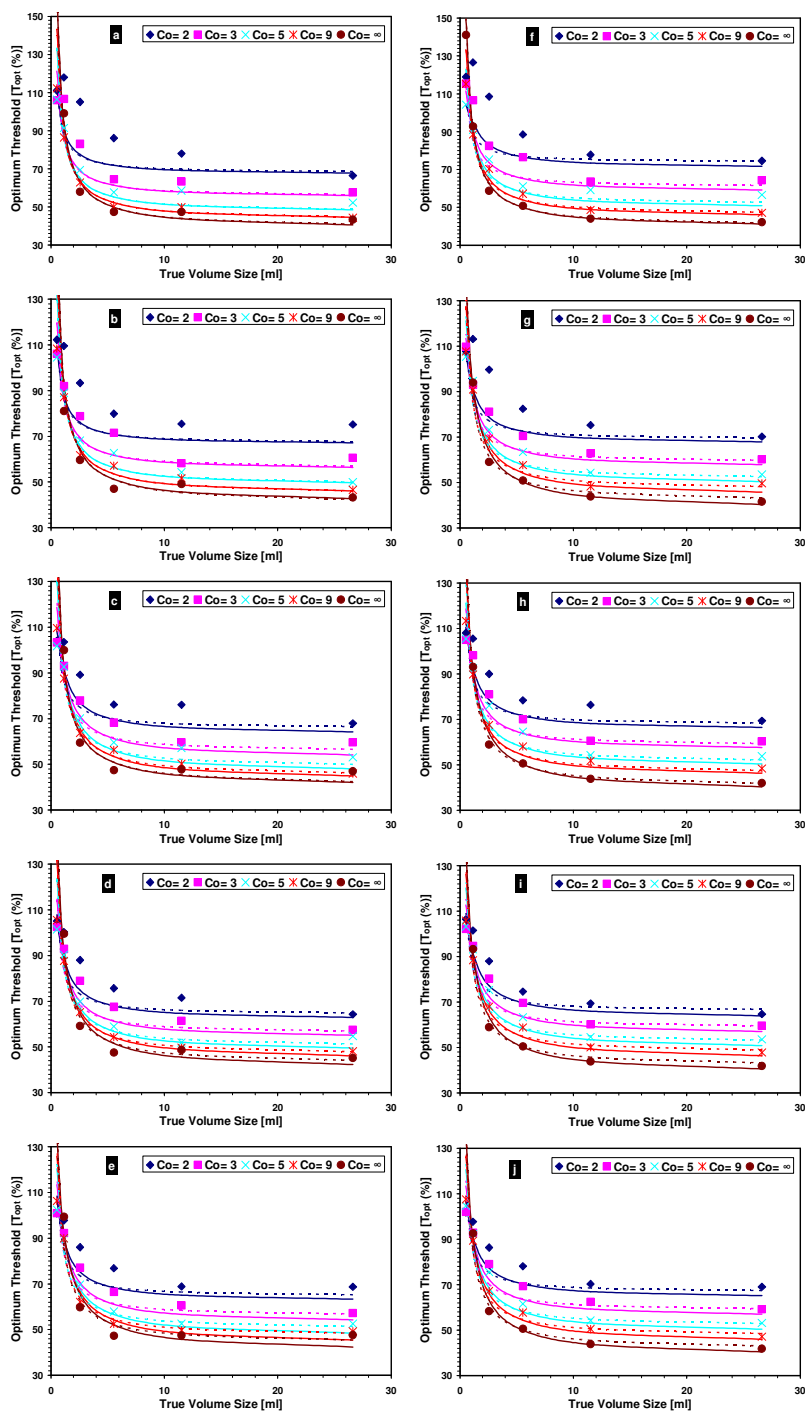 Optimum Threshold [Topt (%)]
150
130
110
90
70
50
30
a
Co= 2 Co= 3 Co= 5 Co= 9 Co= ∞
0 10 20 30
True Volume Size [ml]
Optimum Threshold [Topt (%)]
150
130
110
90
70
50
30
f
Co= 2 Co= 3 Co= 5 Co= 9 Co= ∞
0 10 20 30
True Volume Size [ml]
Optimum Threshold [Topt (%)]
130
110
90
70
50
30
b
Co= 2 Co= 3 Co= 5 Co= 9 Co= ∞
0 10 20 30
True Volume Size [ml]
Optimum Threshold [Topt (%)]
130
110
90
70
50
30
g
Co= 2 Co= 3 Co= 5 Co= 9 Co= ∞
0 10 20 30
True Volume Size [ml]
Optimum Threshold [Topt (%)]
130
110
90
70
50
30
c
Co= 2 Co= 3 Co= 5 Co= 9 Co= ∞
0 10 20 30
True Volume Size [ml]
Optimum Threshold [Topt (%)]
130
110
90
70
50
30
h
Co= 2 Co= 3 Co= 5 Co= 9 Co= ∞
0 10 20 30
True Volume Size [ml]
Optimum Threshold [Topt (%)]
130
110
90
70
50
30
d
Co= 2 Co= 3 Co= 5 Co= 9 Co= ∞
0 10 20 30
True Volume Size [ml]
Optimum Threshold [Topt (%)]
130
110
90
70
50
30
i
Co= 2 Co= 3 Co= 5 Co= 9 Co= ∞
0 10 20 30
True Volume Size [ml]
Optimum Threshold [Topt (%)]
130
110
90
70
50
30
e
Co= 2 Co= 3 Co= 5 Co= 9 Co= ∞
0 10 20 30
True Volume Size [ml]
Optimum Threshold [Topt (%)]
130
110
90
70
50
30
j
Co= 2 Co= 3 Co= 5 Co= 9 Co= ∞
0 10 20 30
True Volume Size [ml]